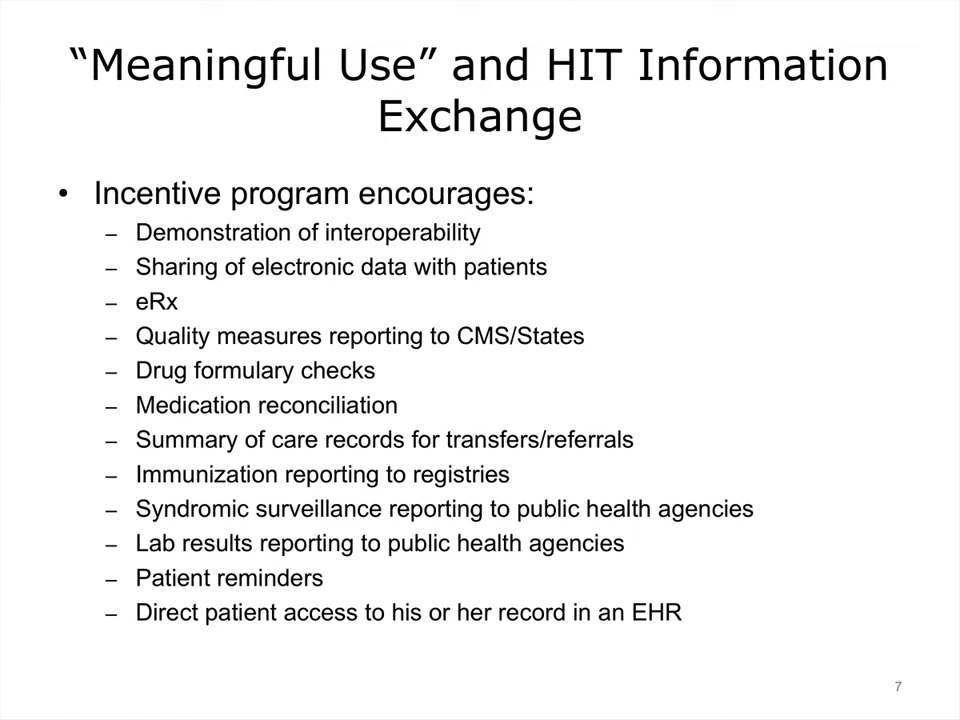 “Meaningful Use” and HIT Information
Exchange
• Incentive program encourages:
– Demonstration of interoperability
– Sharing of electronic data with patients
– eRx
– Quality measures reporting to CMS/States
– Drug formulary checks
– Medication reconciliation
– Summary of care records for transfers/referrals
– Immunization reporting to registries
– Syndromic surveillance reporting to public health agencies
– Lab results reporting to public health agencies
– Patient reminders
– Direct patient access to his or her record in an EHR
7